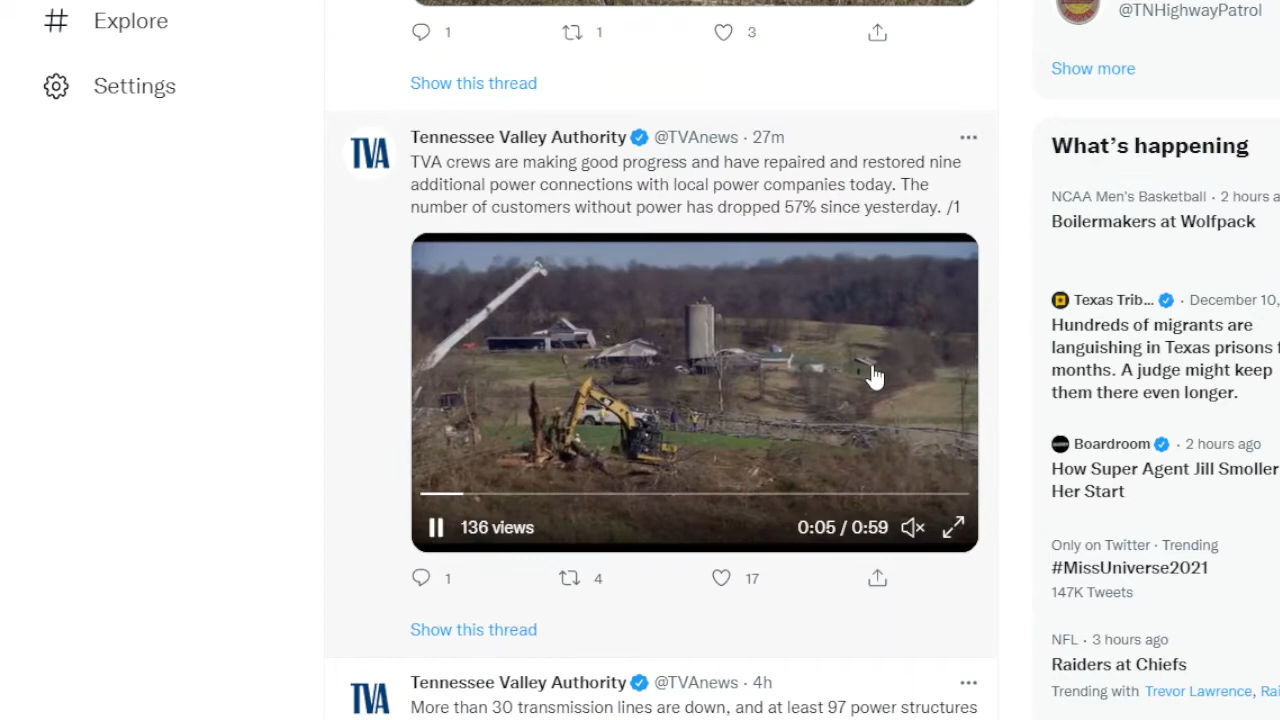 Explore
Settings
1
1
3
Show this thread
TVA
Tennessee Valley Authority @TVAnews · 27m
TVA crews are making good progress and have repaired and restored nine
additional power connections with local power companies today. The
number of customers without power has dropped 57% since yesterday. /1
136 views
0:05 / 0:59
1
4
17
Show this thread
TVA
Tennessee Valley Authority @TVAnews · 4h
More than 30 transmission lines are down, and at least 97 power structures
@TNHighwayPatrol
Show more
What's happening
NCAA Men's Basketball · 2 hours a
Boilermakers at Wolfpack
Texas Trib... · December 10,
Hundreds of migrants are
languishing in Texas prisons f
months. A judge might keep
them there even longer.
Boardroom · 2 hours ago
How Super Agent Jill Smoller
Her Start
Only on Twitter · Trending
#MissUniverse2021
147K Tweets
NFL · 3 hours ago
Raiders at Chiefs
Trending with Trevor Lawrence, Rai